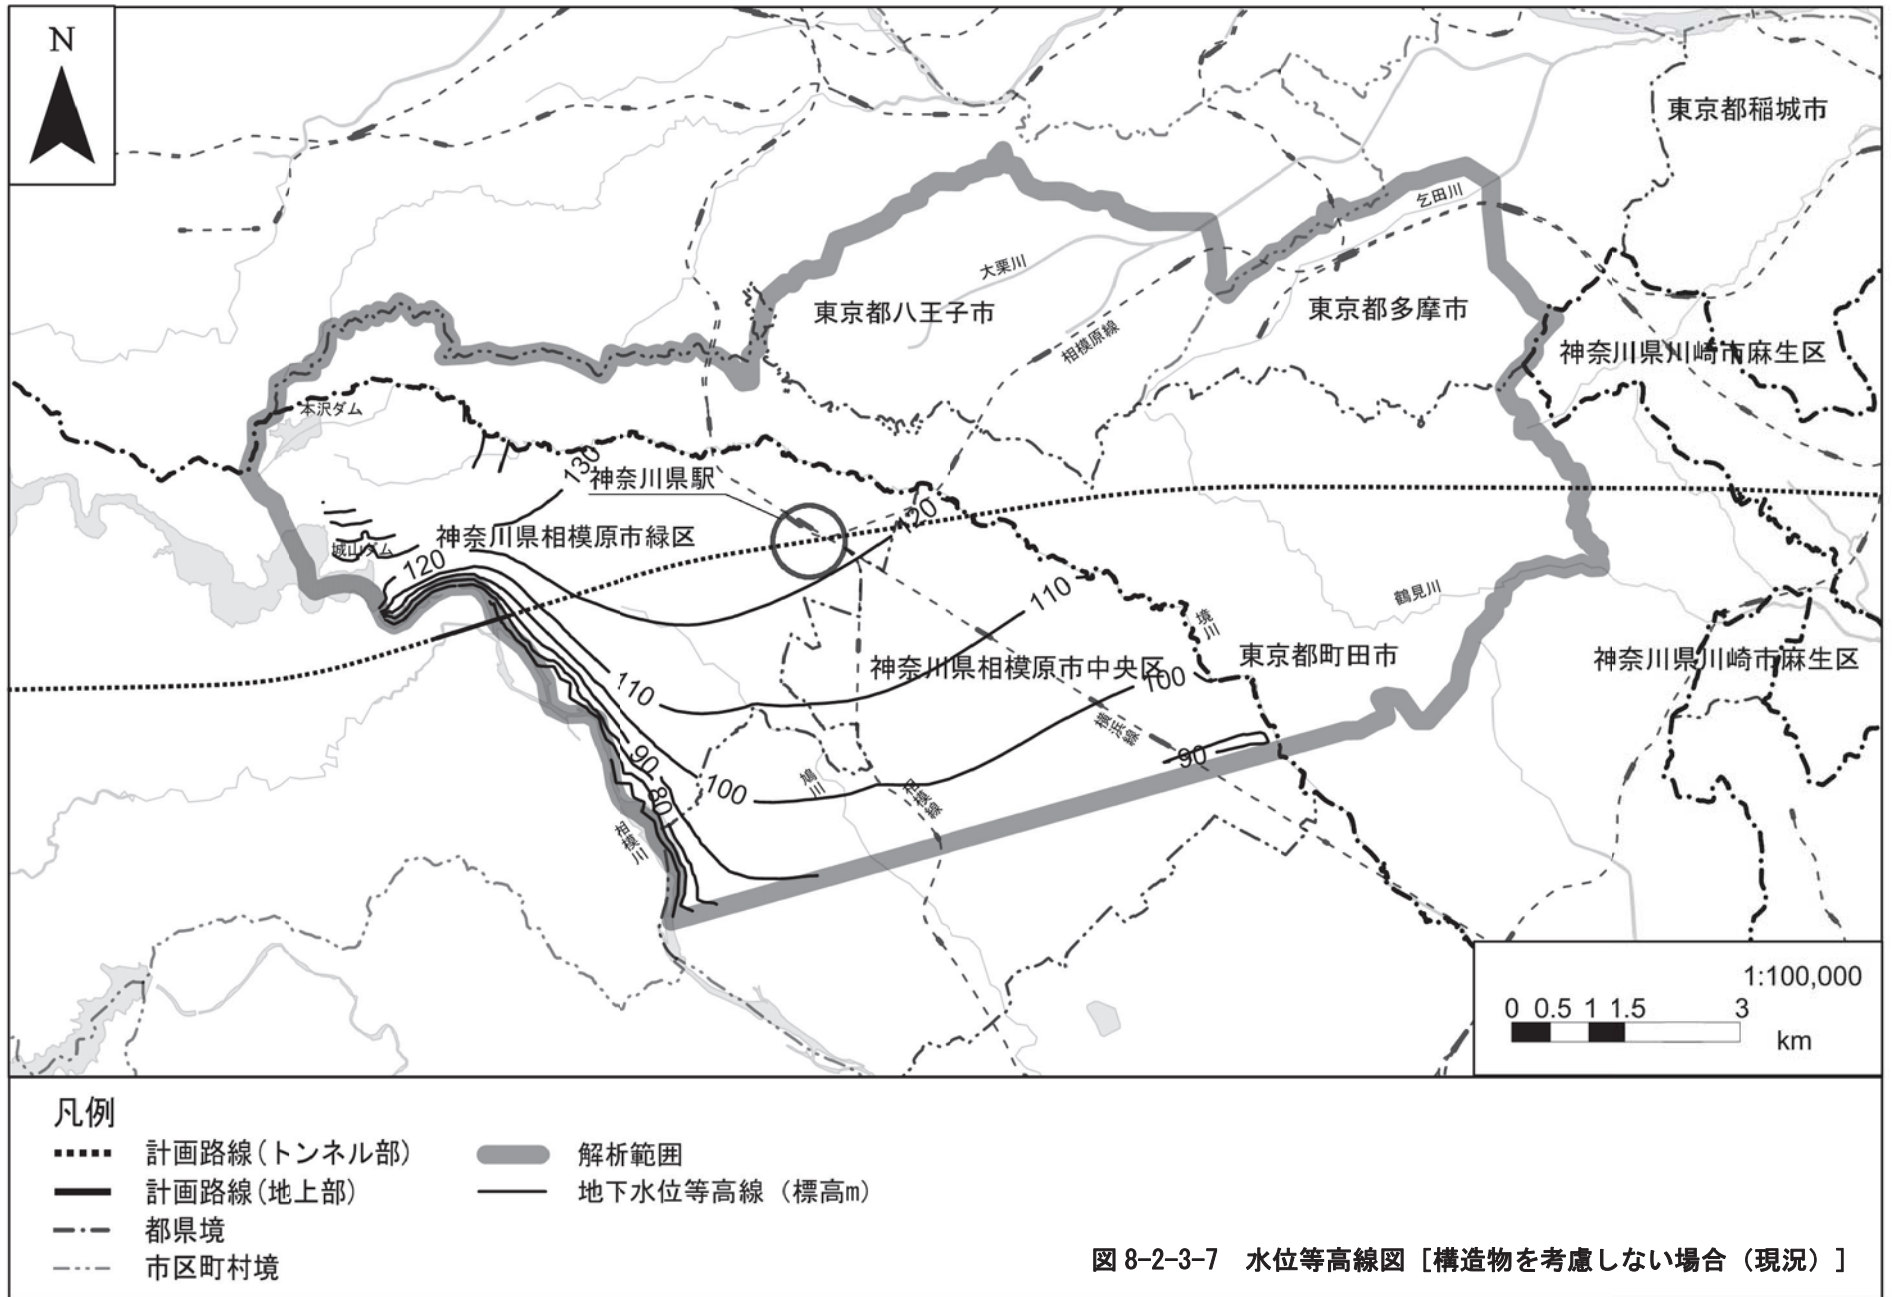 N
東京都稲城市
乞田川
大栗川
東京都八王子市
東京都多摩市
相模原線
神奈川県川崎市麻生区
本沢ダム
130
神奈川県駅
120
神奈川県相模原市緑区
城山ダム
120
110
鶴見川
境川
神奈川県相模原市中央区
東京都町田市
神奈川県川崎市麻生区
100
110
横浜線
90
90
100
鳩川
相模線
80
相模川
1:100,000
0 0.5 1 1.5 3
km
凡例
計画路線(トンネル部)
計画路線(地上部)
都県境
市区町村境
解析範囲
地下水位等高線（標高m）
図 8-2-3-7 水位等高線図［構造物を考慮しない場合（現況）］